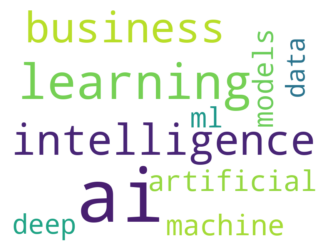 business
learning
models
data
ml
intelligence
ai
artificial
deep
machine